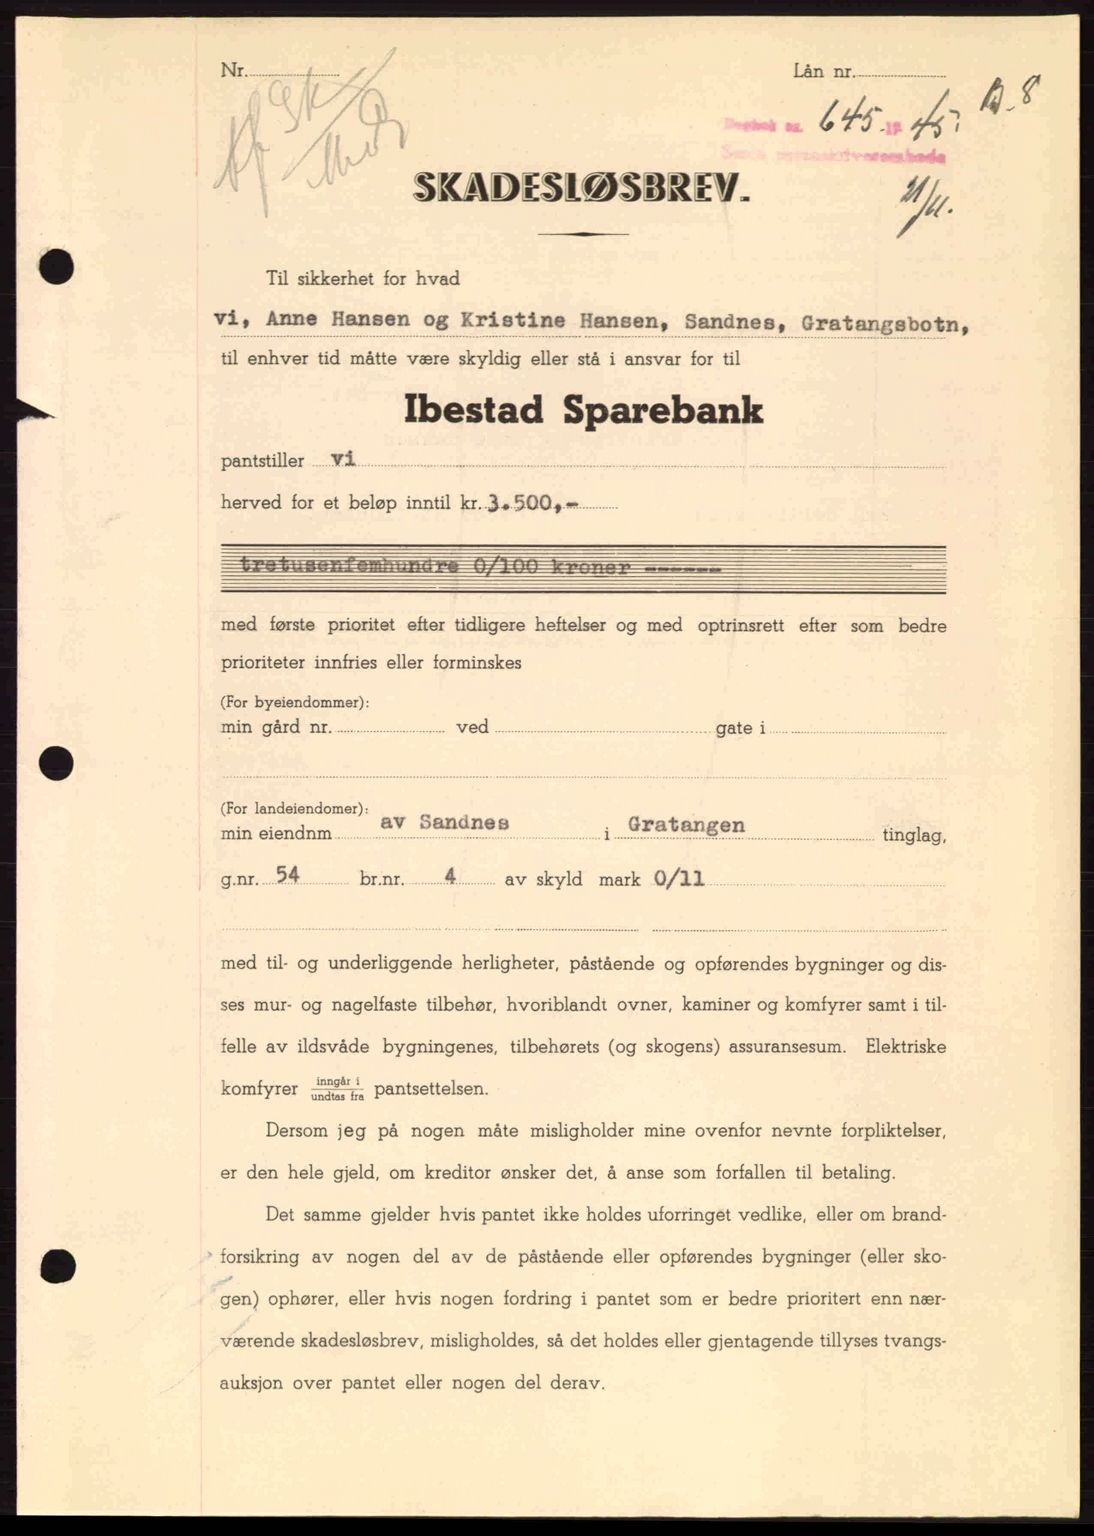 Nr.
Lån nr.
B. 8
Dagbok nr. 645. 19 45.
Senja sorenskriverembede
21/11.
SKADESLØSBREV.
Til sikkerhet for hvad
vi, Anne Hansen og Kristine Hansen, Sandnes, Gratangsbotn,
til enhver tid måtte være skyldig eller stå i ansvar for til
Ibestad Sparebank
pantstiller vi
herved for et beløp inntil kr. 3.500,-
tretusenfemhundre 0/100 kroner ------
med første prioritet efter tidligere heftelser og med optrinsrett efter som bedre
prioriteter innfries eller forminskes
(For byeiendommer):
min gård nr. ved gate i
(For landeiendomer):
min eiendnm av Sandnes i Gratangen tinglag,
g.nr. 54 br.nr. 4 av skyld mark 0/11
med til- og underliggende herligheter, påstående og opførendes bygninger og dis-
ses mur- og nagelfaste tilbehør, hvoriblandt ovner, kaminer og komfyrer samt i til-
felle av ildsvåde bygningenes, tilbehørets (og skogens) assuransesum. Elektriske
komfyrer inngår i / undtas fra pantsettelsen.
Dersom jeg på nogen måte misligholder mine ovenfor nevnte forpliktelser,
er den hele gjeld, om kreditor ønsker det, å anse som forfallen til betaling.
Det samme gjelder hvis pantet ikke holdes uforringet vedlike, eller om brand-
forsikring av nogen del av de påstående eller opførendes bygninger (eller sko-
gen) ophører, eller hvis nogen fordring i pantet som er bedre prioritert enn nær-
værende skadesløsbrev, misligholdes, så det holdes eller gjentagende tillyses tvangs-
auksjon over pantet eller nogen del derav.